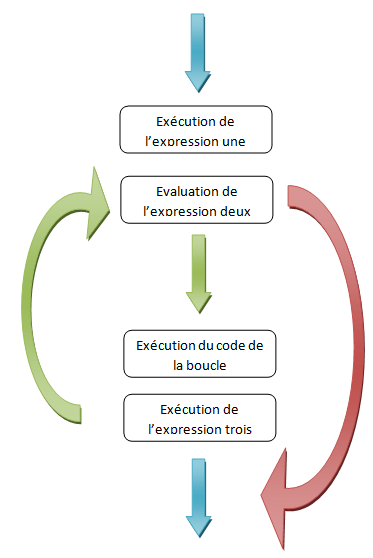 Exécution de
l’expression une
Evaluation de
l’expression deux
Exécution du code de
la boucle
Exécution de
l’expression trois